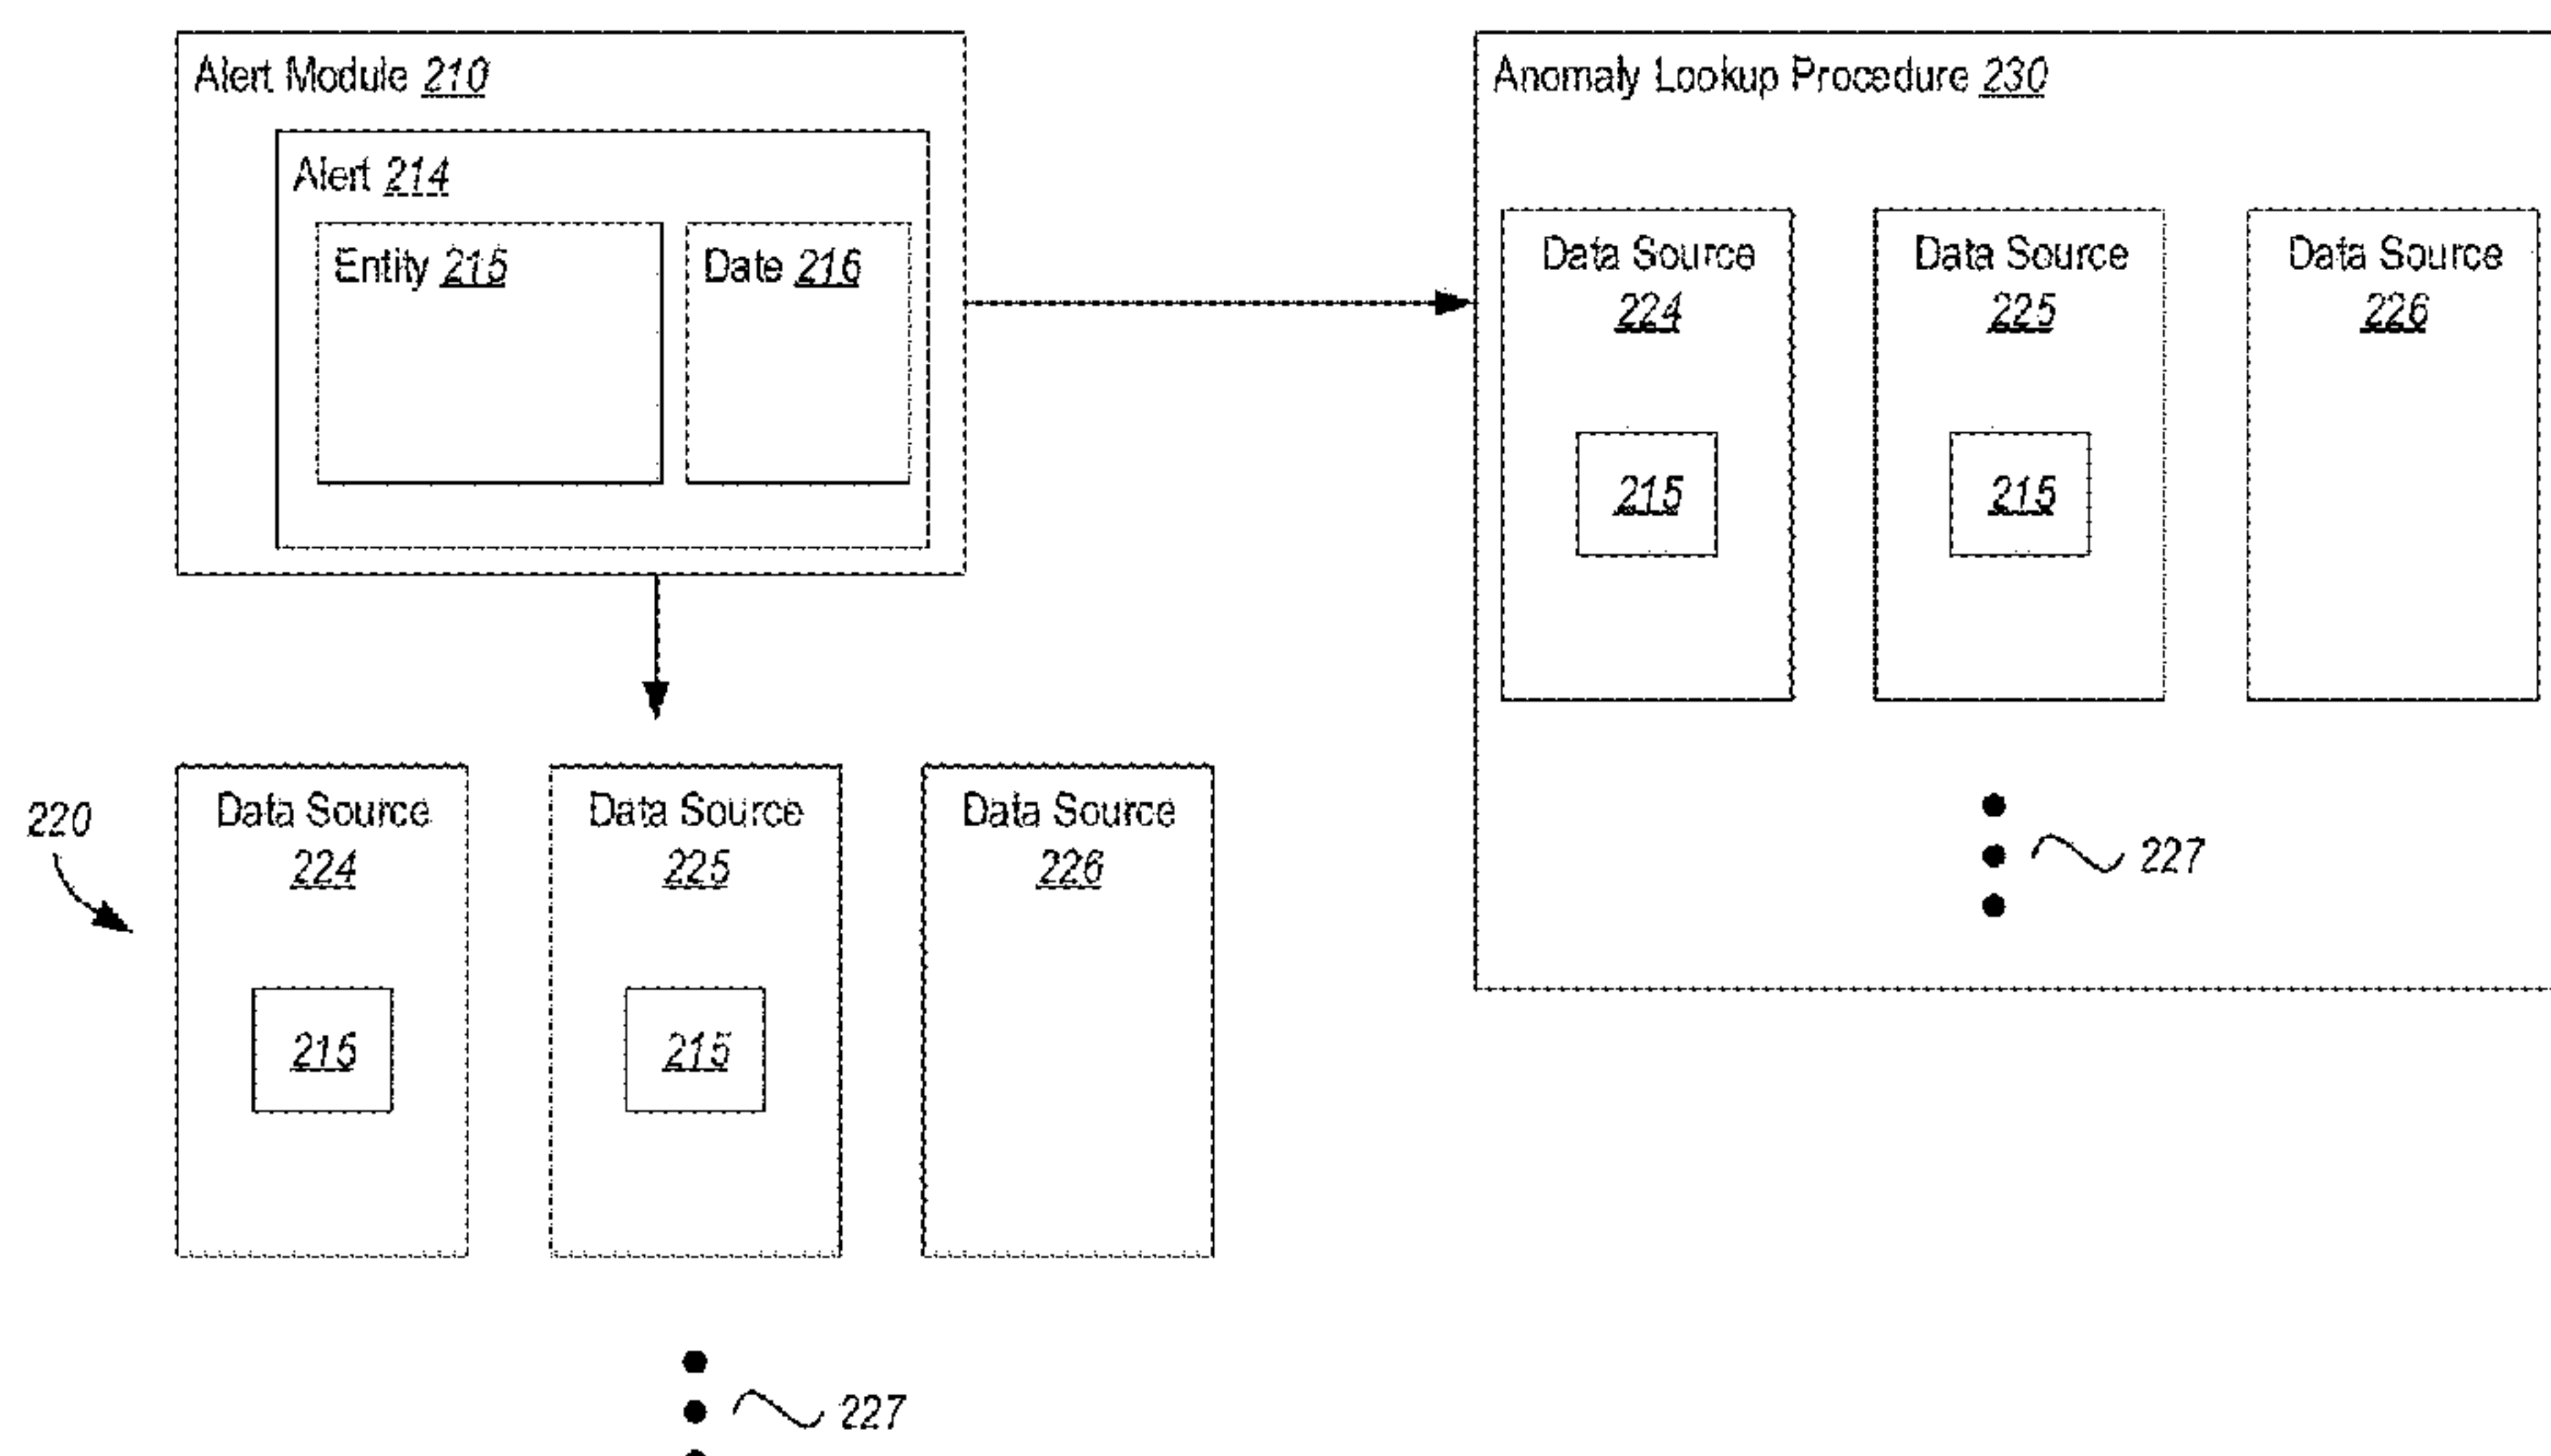 Alert Module 210
Alert 214
Entity 215
Date 216
Anomaly Lookup Procedure 230
Data Source
224
Data Source
225
Data Source
226
215
215
227
220
Data Source
224
Data Source
225
Data Source
226
215
215
227